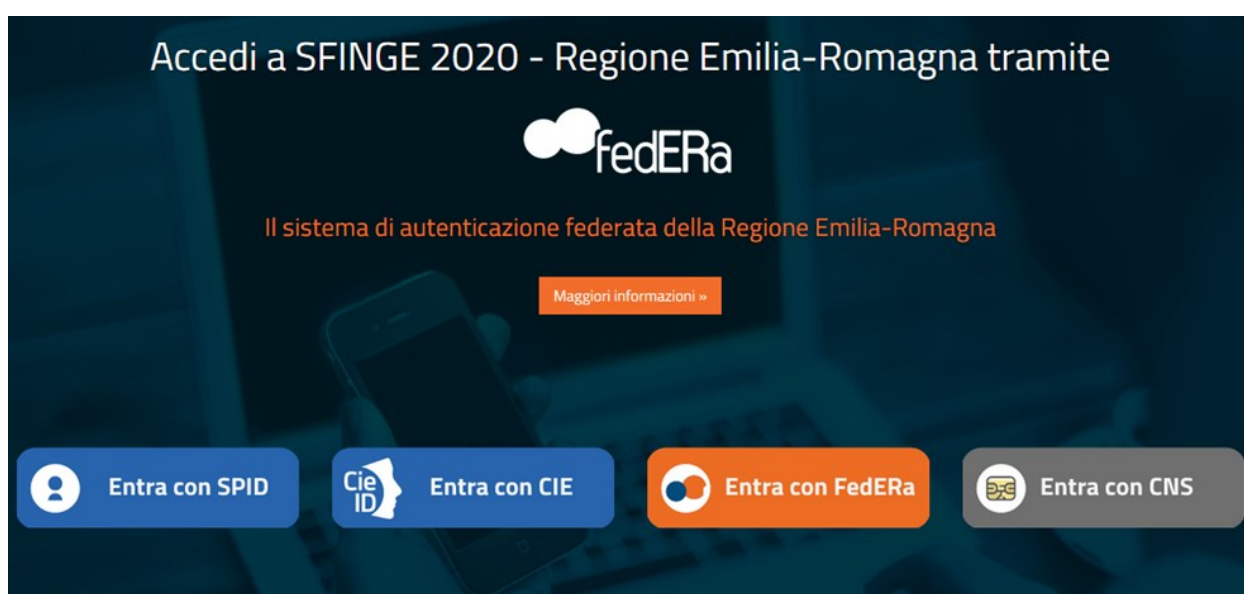 Accedi a SFINGE 2020 - Regione Emilia-Romagna tramite
fedERa
Il sistema di autenticazione federata della Regione Emilia-Romagna
Maggiori informazioni »
Entra con SPID
Cie
ID
Entra con CIE
Entra con FedERa
Entra con CNS